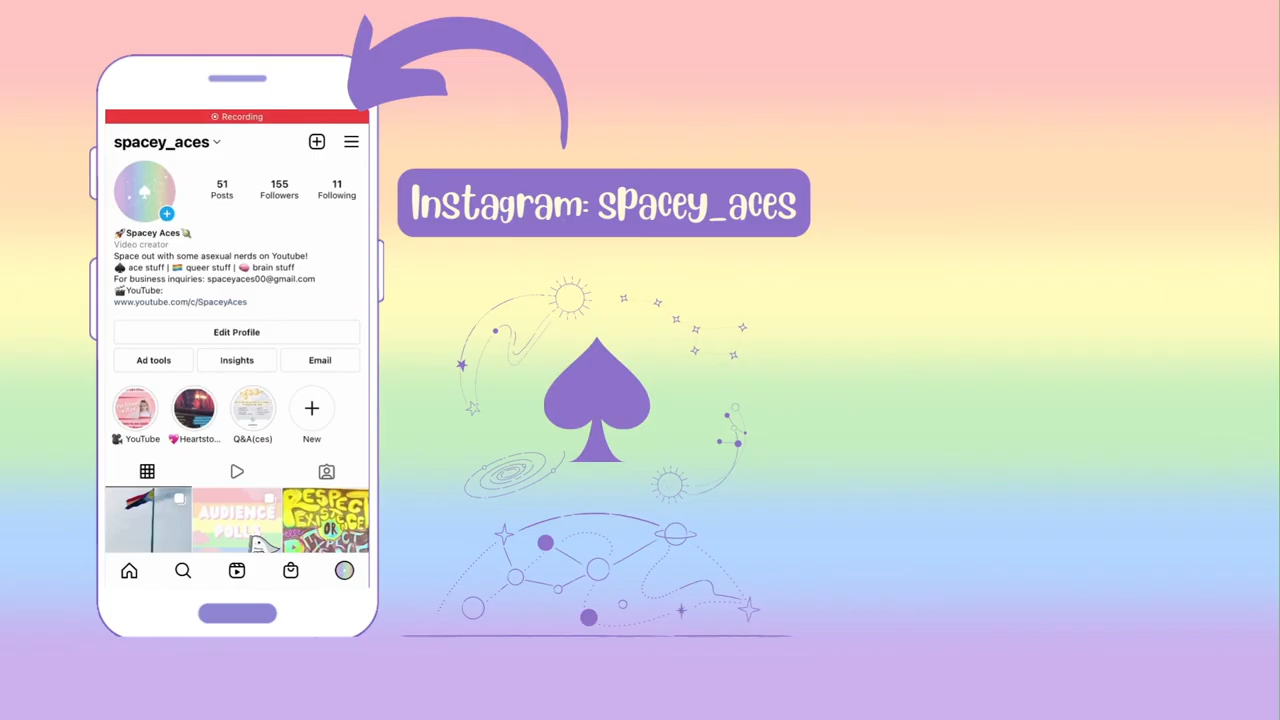 Recording
spacey_aces
51 155 11
Posts Followers Following
🚀Spacey Aces🪐
Video creator
Space out with some asexual nerds on Youtube!
♠ ace stuff | 🏳️‍🌈 queer stuff | 🧠 brain stuff
For business inquiries: spaceyaces00@gmail.com
🎬YouTube:
www.youtube.com/c/SpaceyAces
Edit Profile
Ad tools Insights Email
🎥 YouTube 💖Heartsto... Q&A(ces) New
AUDIENCE
POLLS
RESPECT
EXISTENCE
OR
Instagram: spacey_aces